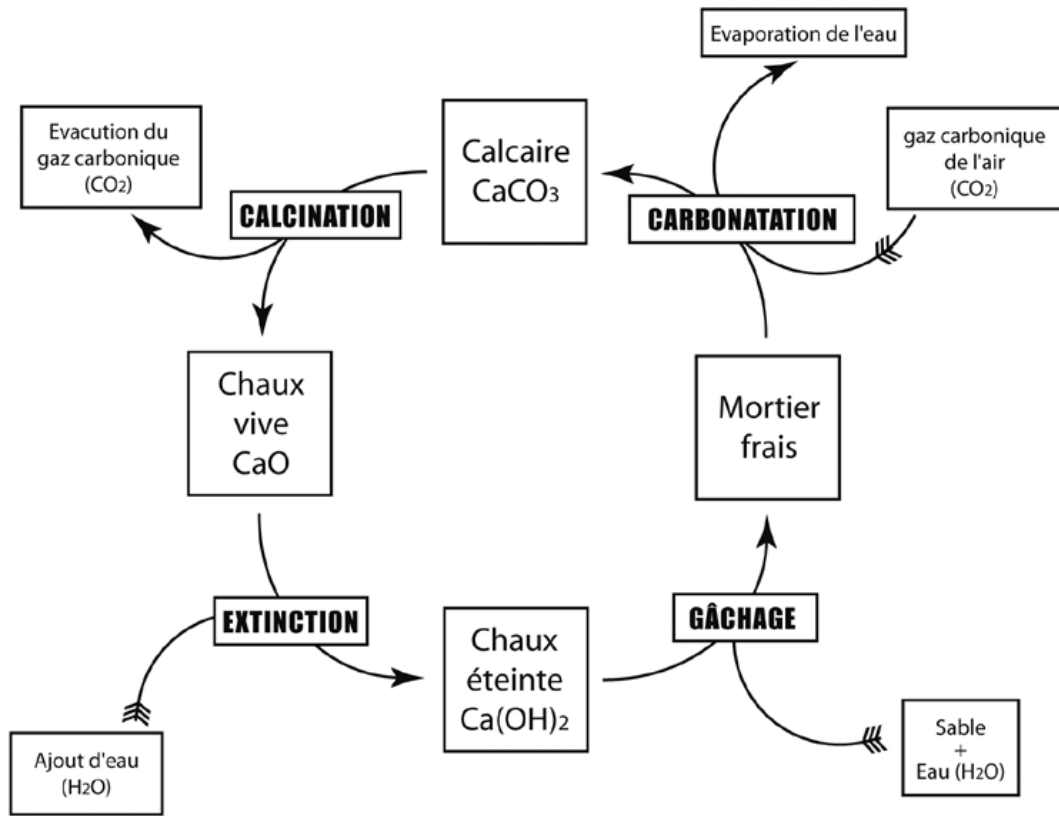 Evaporation de l'eau
Evacution du
gaz carbonique
(CO2)
Calcaire
CaCO3
gaz carbonique
de l'air
(CO2)
CALCINATION
CARBONATATION
Chaux
vive
CaO
Mortier
frais
EXTINCTION
GÂCHAGE
Chaux
éteinte
Ca(OH)2
Ajout d'eau
(H2O)
Sable
+
Eau (H2O)